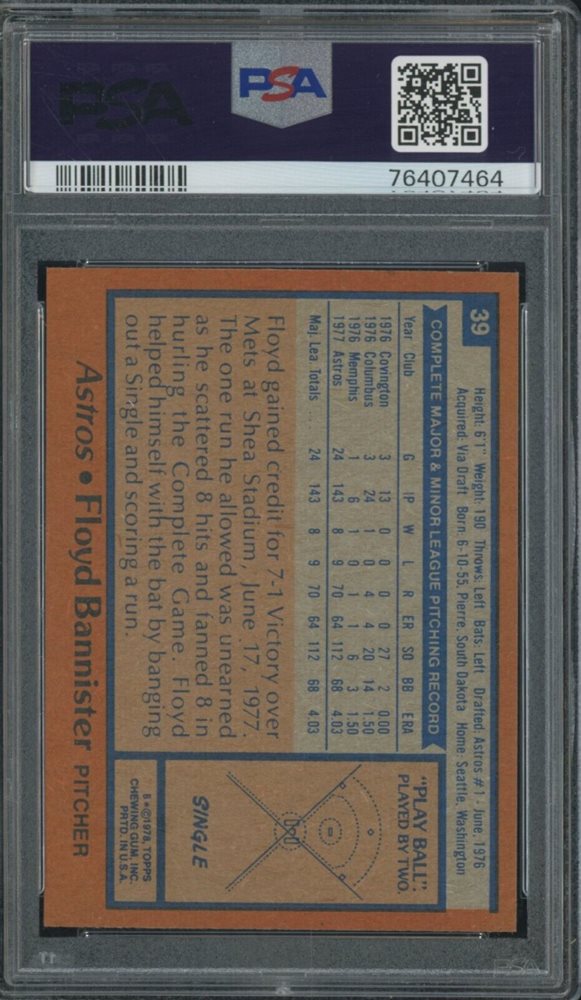 PSA
PSA
76407464
39
Height: 6'1" Weight: 190 Throws: Left Bats: Left Drafted: Astros #1 - June, 1976
Acquired: Via Draft Born: 6-10-55, Pierre, South Dakota Home: Seattle, Washington
COMPLETE MAJOR & MINOR LEAGUE PITCHING RECORD
Year Club G IP W L R ER SO BB ERA
1976 Covington 3 13 0 0 0 0 27 2 0.00
1976 Columbus 3 24 1 0 4 4 20 14 1.50
1976 Memphis 1 6 1 0 1 1 6 3 1.50
1977 Astros 24 143 8 9 70 64 112 68 4.03
Maj. Lea. Totals ... 24 143 8 9 70 64 112 68 4.03
Floyd gained credit for 7-1 Victory over
Mets at Shea Stadium, June 17, 1977.
The one run he allowed was unearned
as he scattered 8 hits and fanned 8 in
hurling the Complete Game. Floyd
helped himself with the bat by banging
out a Single and scoring a run.
"PLAY BALL":
PLAYED BY TWO.
SINGLE
B ★©1978, TOPPS
CHEWING GUM, INC.
PRTD. IN U.S.A.
Astros • Floyd Bannister PITCHER
PSA